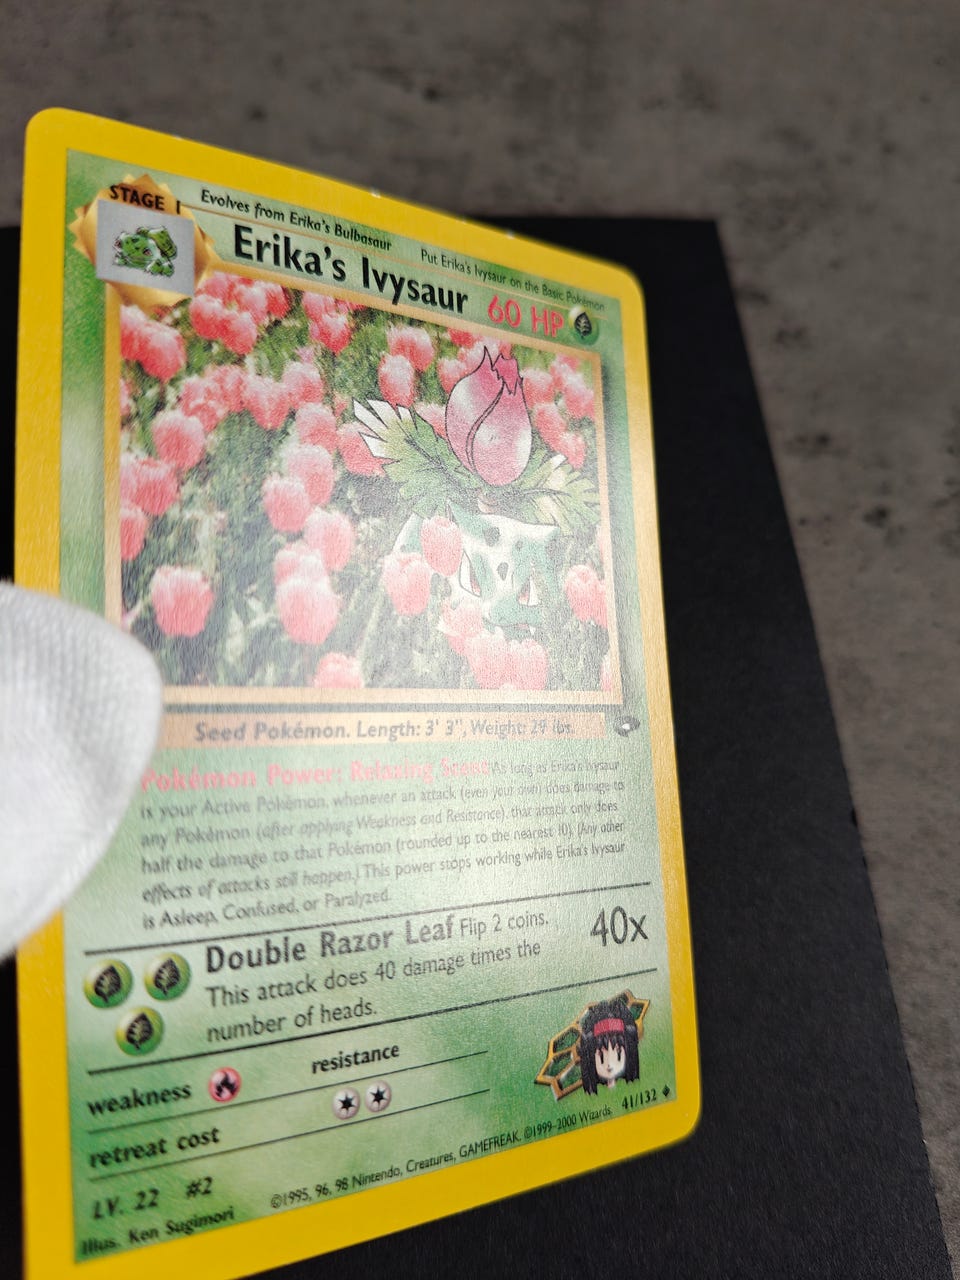 STAGE 1
Evolves from Erika's Bulbasaur
Put Erika's Ivysaur on the Basic Pokémon
Erika's Ivysaur 60 HP
Seed Pokémon. Length: 3' 3", Weight: 29 lbs.
Pokémon Power: Relaxing Scent As long as Erika's Ivysaur
is your Active Pokémon, whenever an attack (even your own) does damage to
any Pokémon (after applying Weakness and Resistance), that attack only does
half the damage to that Pokémon (rounded up to the nearest 10). (Any other
effects of attacks still happen.) This power stops working while Erika's Ivysaur
is Asleep, Confused, or Paralyzed.
Double Razor Leaf Flip 2 coins.
This attack does 40 damage times the
number of heads.
40x
weakness
resistance
retreat cost
LV. 22 #2
Illus. Ken Sugimori
©1995, 96, 98 Nintendo, Creatures, GAMEFREAK. ©1999-2000 Wizards. 41/132